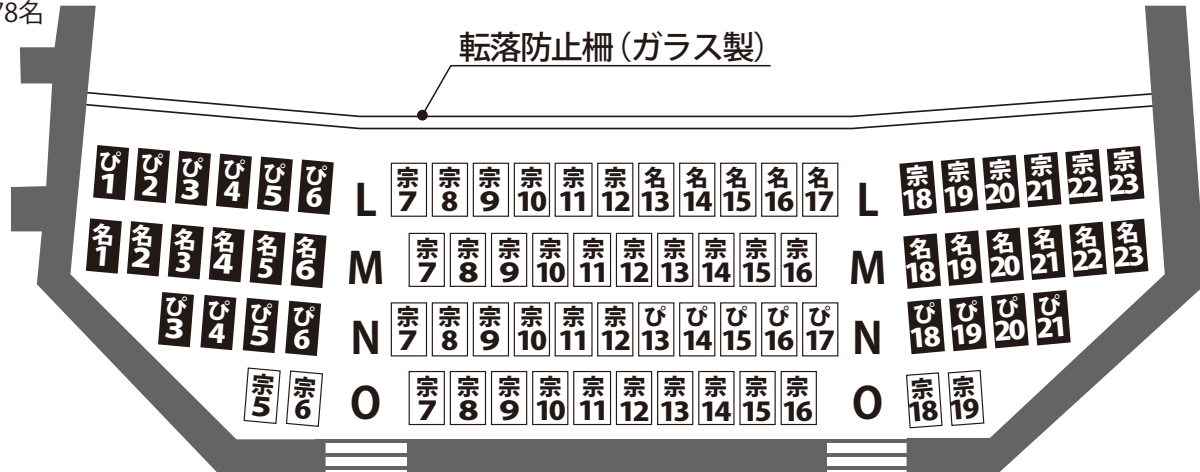 78名
転落防止柵（ガラス製）
ぴ1 ぴ2 ぴ3 ぴ4 ぴ5 ぴ6 L 宗7 宗8 宗9 宗10 宗11 宗12 名13 名14 名15 名16 名17 L 宗18 宗19 宗20 宗21 宗22 宗23
名1 名2 名3 名4 名5 名6 M 宗7 宗8 宗9 宗10 宗11 宗12 宗13 宗14 宗15 宗16 M 名18 名19 名20 名21 名22 名23
ぴ3 ぴ4 ぴ5 ぴ6 N 宗7 宗8 宗9 宗10 宗11 宗12 ぴ13 ぴ14 ぴ15 ぴ16 ぴ17 N ぴ18 ぴ19 ぴ20 ぴ21
宗5 宗6 O 宗7 宗8 宗9 宗10 宗11 宗12 宗13 宗14 宗15 宗16 O 宗18 宗19